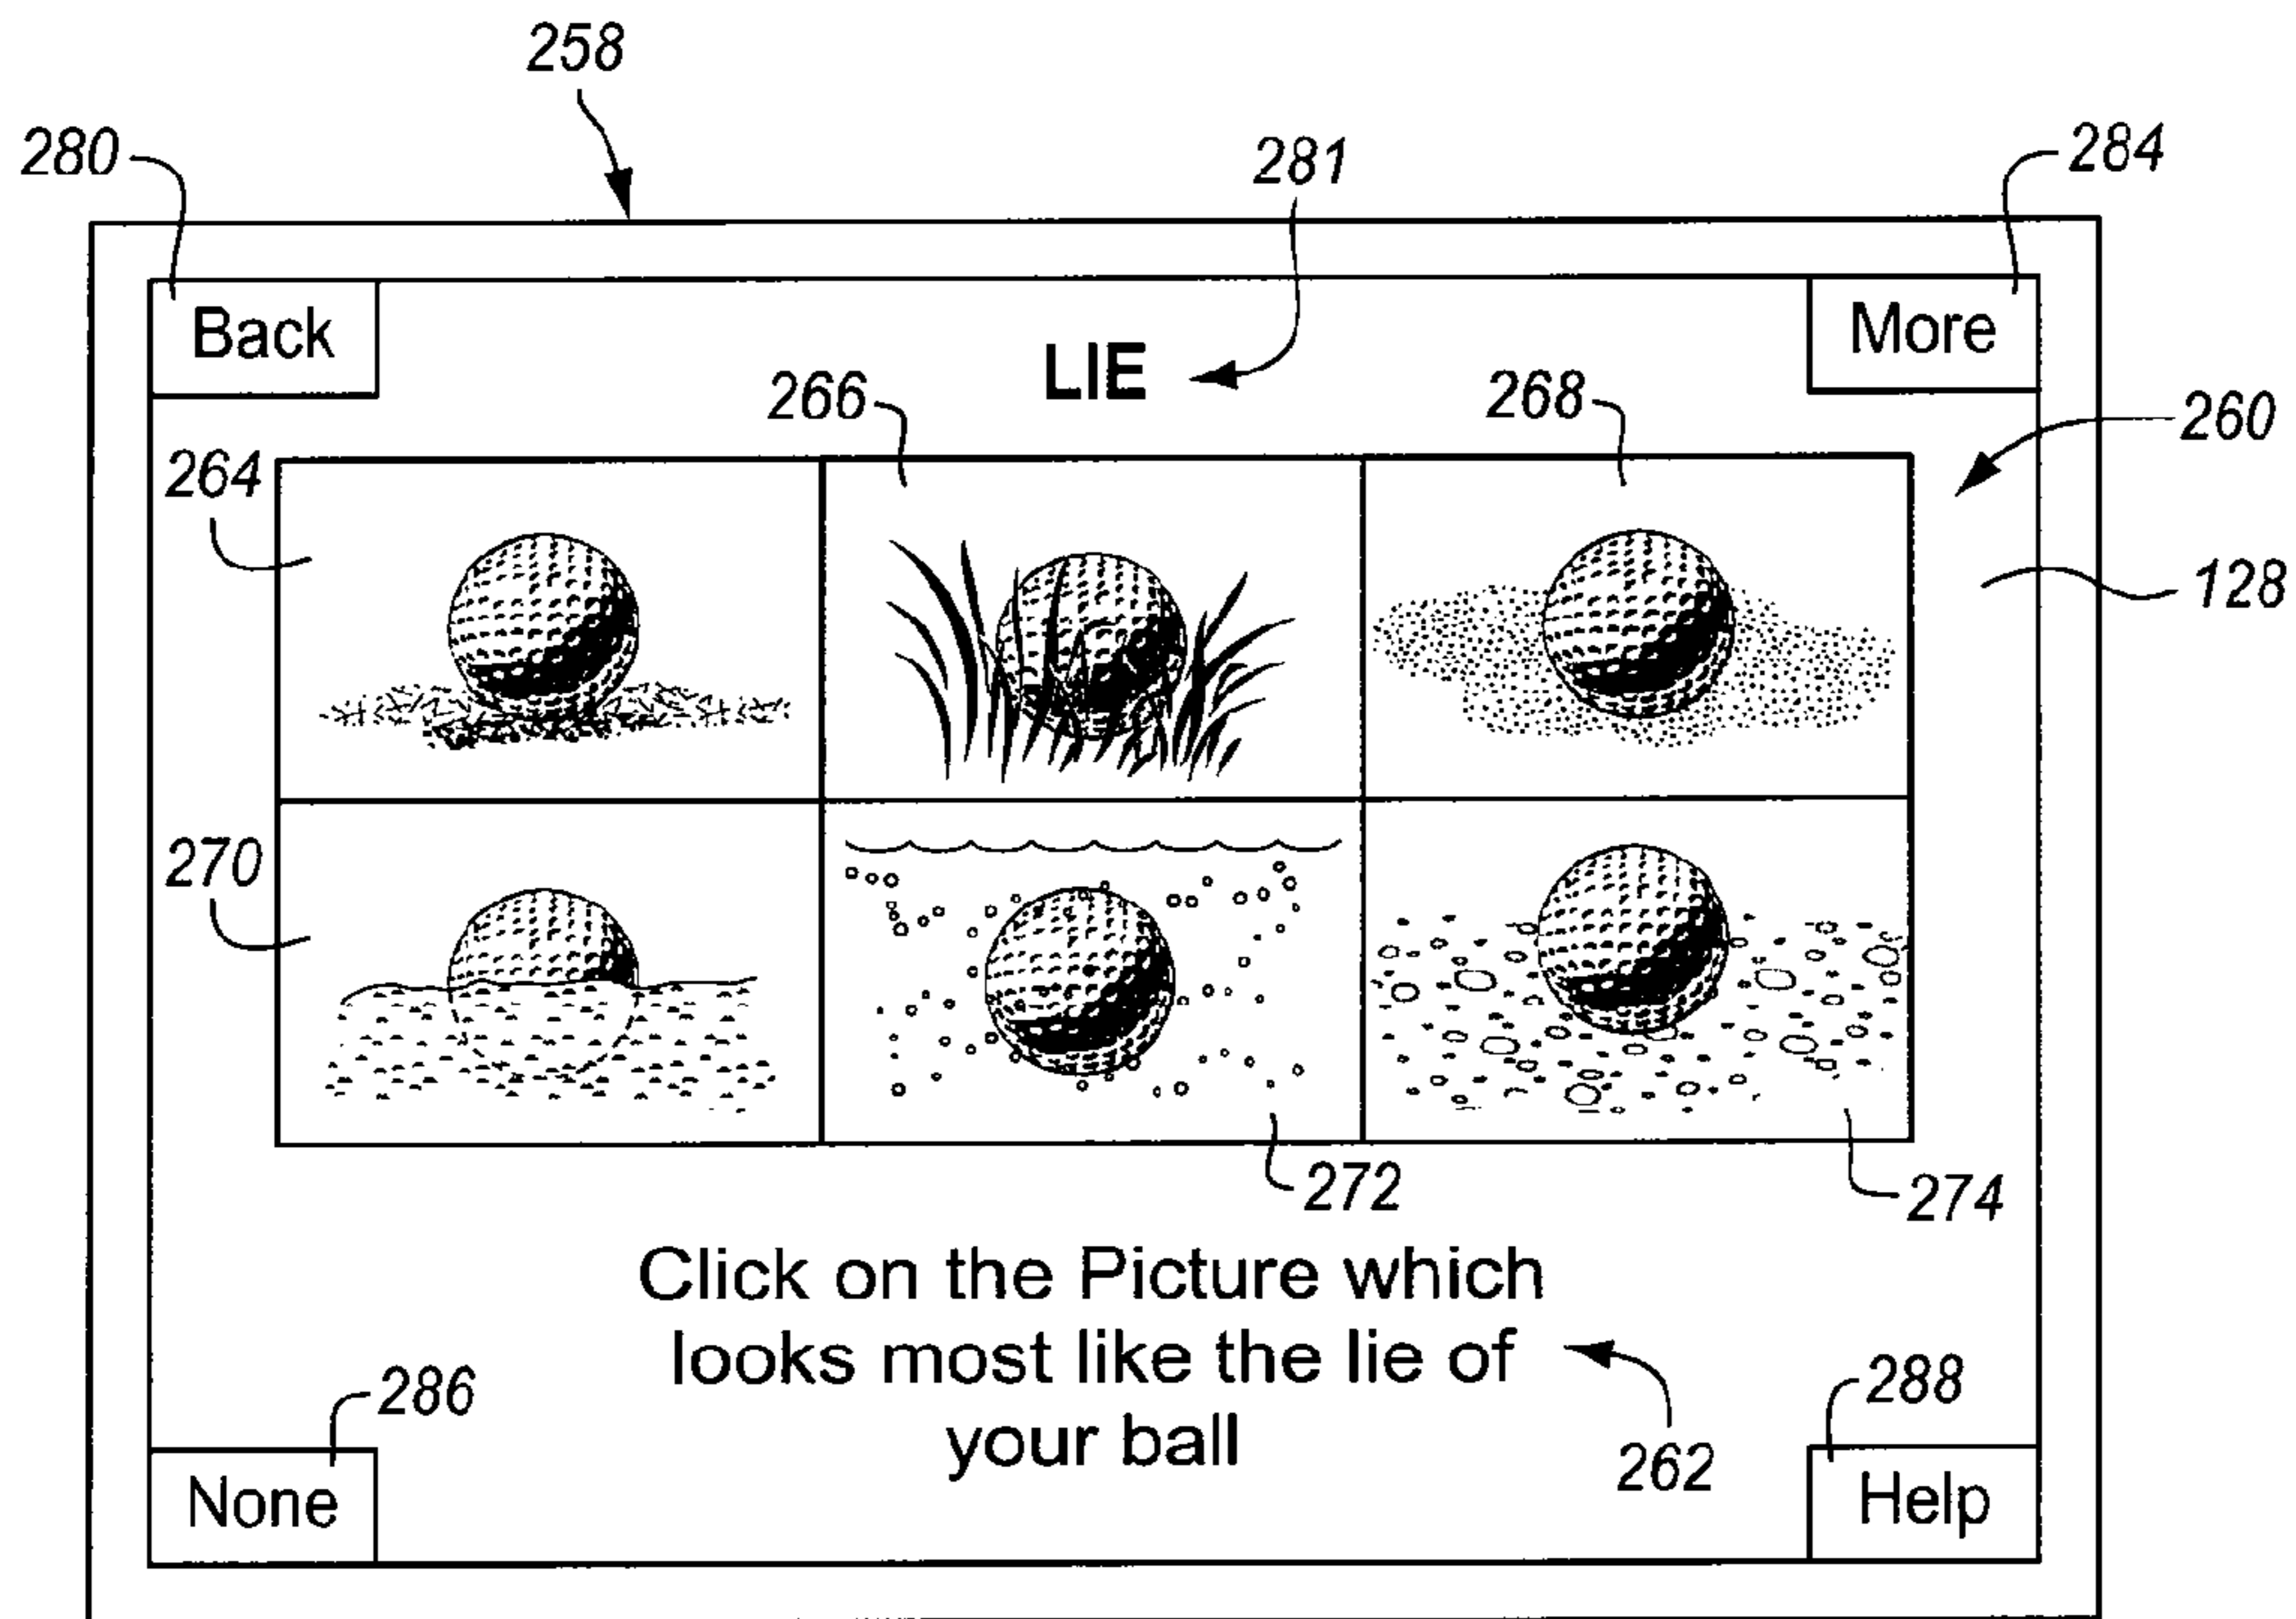 258
280
281
284
Back
LIE
More
266
268
260
264
128
270
272
274
Click on the Picture which
looks most like the lie of
your ball
286
288
262
None
Help